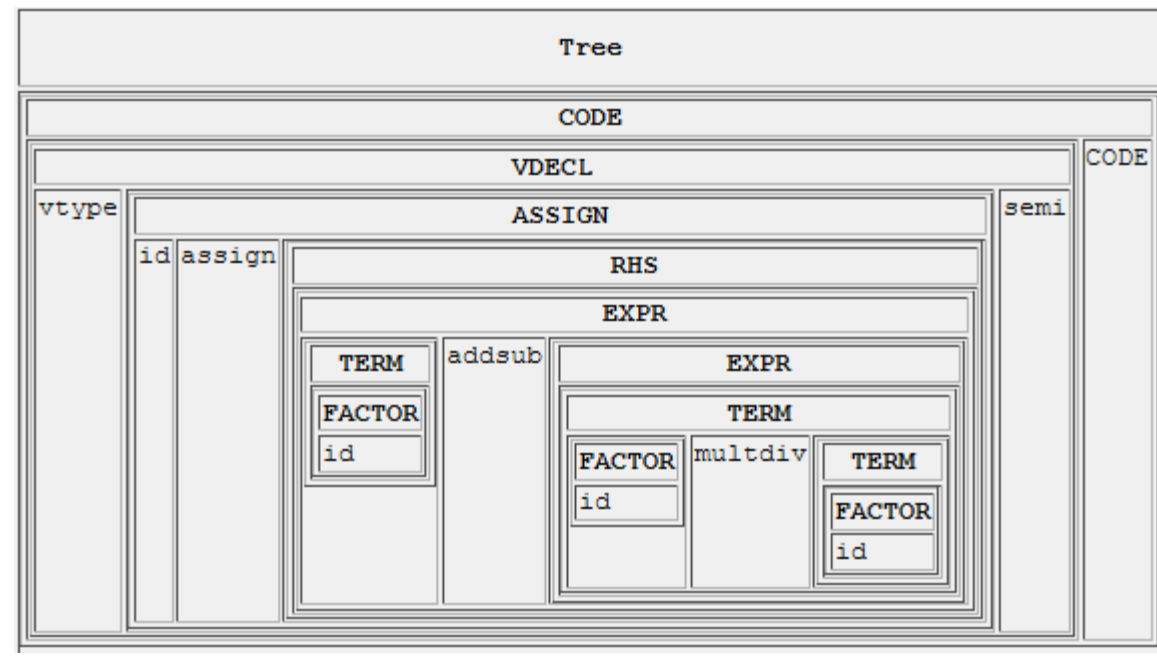 Tree
CODE
VDECL CODE
vtype ASSIGN semi
id assign RHS
EXPR
TERM addsub EXPR
FACTOR TERM
id FACTOR multdiv TERM
id FACTOR
id